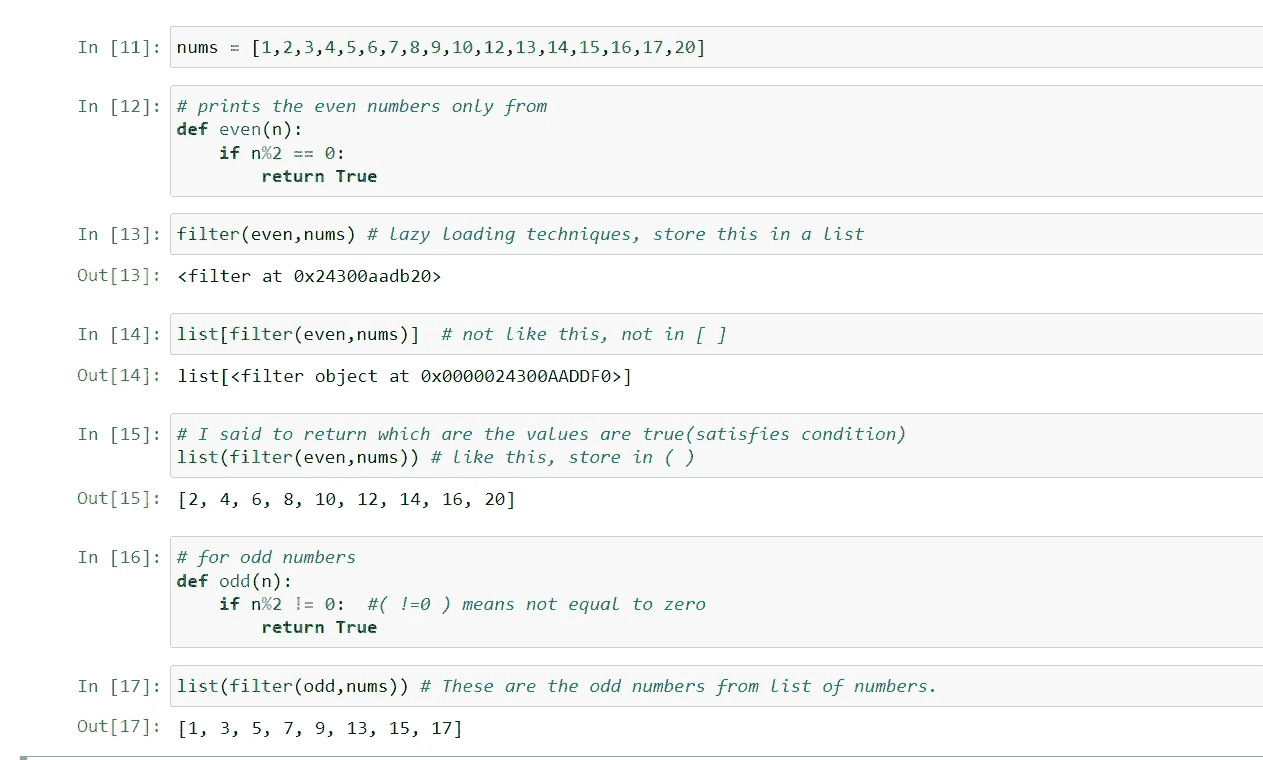 In [11]: nums = [1,2,3,4,5,6,7,8,9,10,12,13,14,15,16,17,20]
In [12]: # prints the even numbers only from
def even(n):
    if n%2 == 0:
        return True
In [13]: filter(even,nums) # lazy loading techniques, store this in a list
Out[13]: <filter at 0x24300aadb20>
In [14]: list[filter(even,nums)]  # not like this, not in [ ]
Out[14]: list[<filter object at 0x0000024300AADDF0>]
In [15]: # I said to return which are the values are true(satisfies condition)
list(filter(even,nums)) # like this, store in ( )
Out[15]: [2, 4, 6, 8, 10, 12, 14, 16, 20]
In [16]: # for odd numbers
def odd(n):
    if n%2 != 0:  #( !=0 ) means not equal to zero
        return True
In [17]: list(filter(odd,nums)) # These are the odd numbers from list of numbers.
Out[17]: [1, 3, 5, 7, 9, 13, 15, 17]